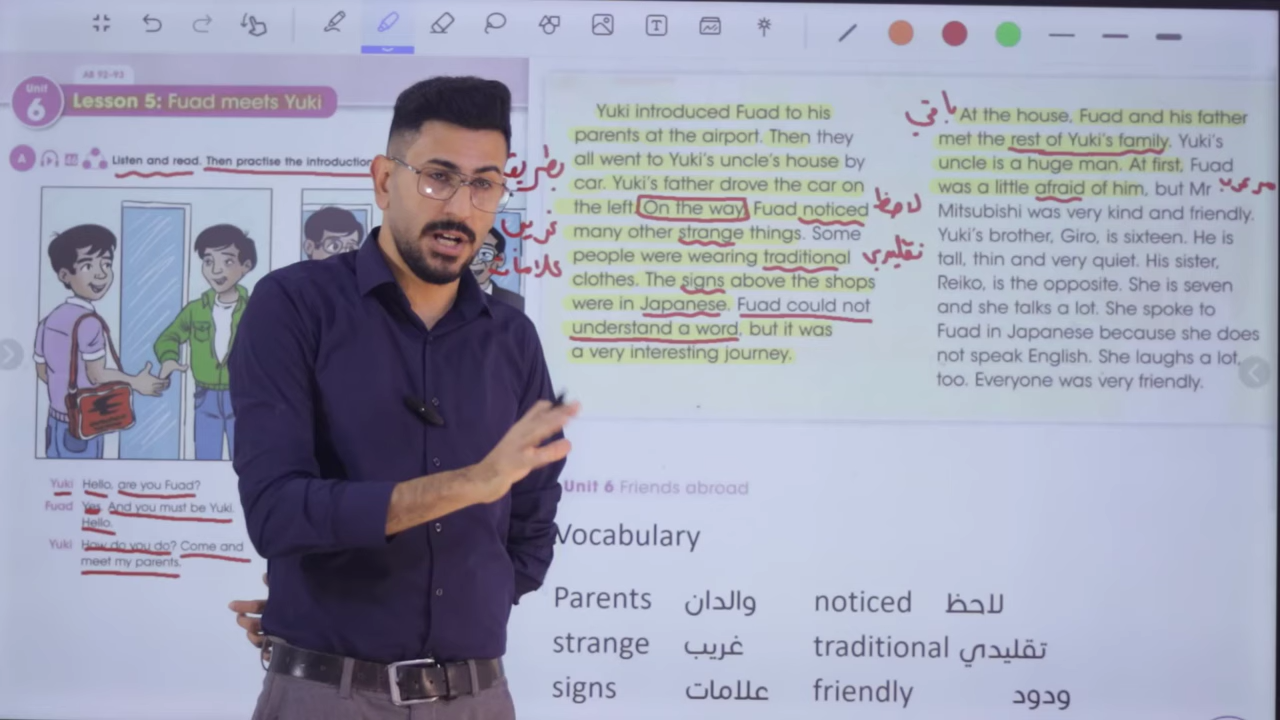 AB 92-93
Unit 6
Lesson 5: Fuad meets Yuki
A 46 Listen and read. Then practise the introduction
Yuki Hello, are you Fuad?
Fuad Yes. And you must be Yuki.
Hello.
Yuki How do you do? Come and
meet my parents.
Yuki introduced Fuad to his
parents at the airport. Then they
all went to Yuki's uncle's house by
car. Yuki's father drove the car on
the left. On the way, Fuad noticed
many other strange things. Some
people were wearing traditional
clothes. The signs above the shops
were in Japanese. Fuad could not
understand a word, but it was
a very interesting journey.
غريب
علامات
لاحظ
تقليدي
باقي
At the house, Fuad and his father
met the rest of Yuki's family. Yuki's
uncle is a huge man. At first, Fuad
was a little afraid of him, but Mr
Mitsubishi was very kind and friendly.
Yuki's brother, Giro, is sixteen. He is
tall, thin and very quiet. His sister,
Reiko, is the opposite. She is seven
and she talks a lot. She spoke to
Fuad in Japanese because she does
not speak English. She laughs a lot,
too. Everyone was very friendly.
Unit 6 Friends abroad
Vocabulary
Parents والدان noticed لاحظ
strange غريب traditional تقليدي
signs علامات friendly ودود